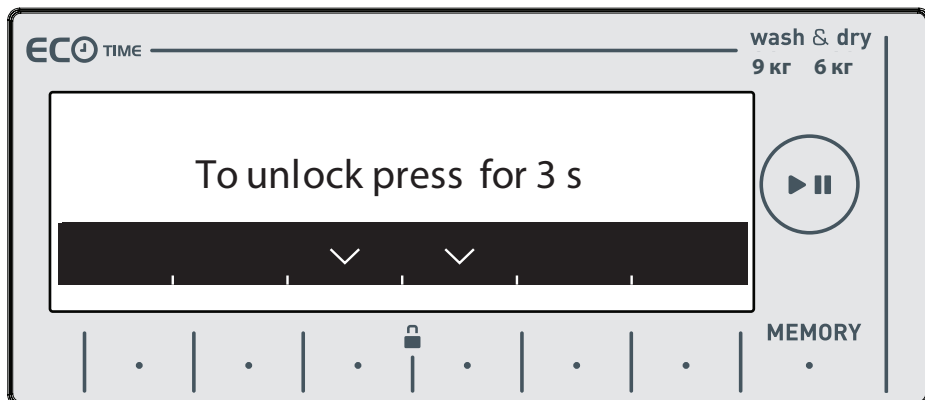 ECO TIME
wash & dry
9 кг 6 кг
To unlock press for 3 s
MEMORY